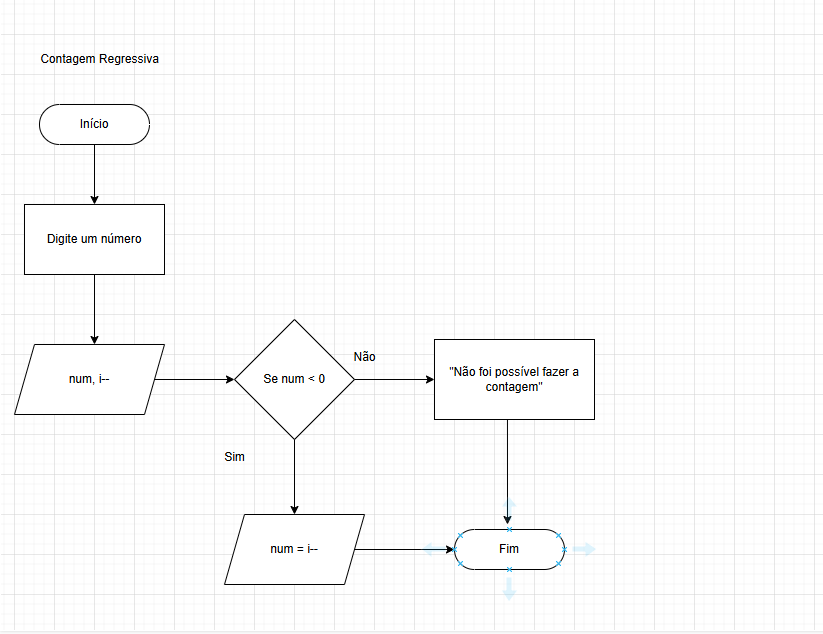 Contagem Regressiva
Início
Digite um número
num, i--
Se num < 0
Não
"Não foi possível fazer a
contagem"
Sim
num = i--
Fim